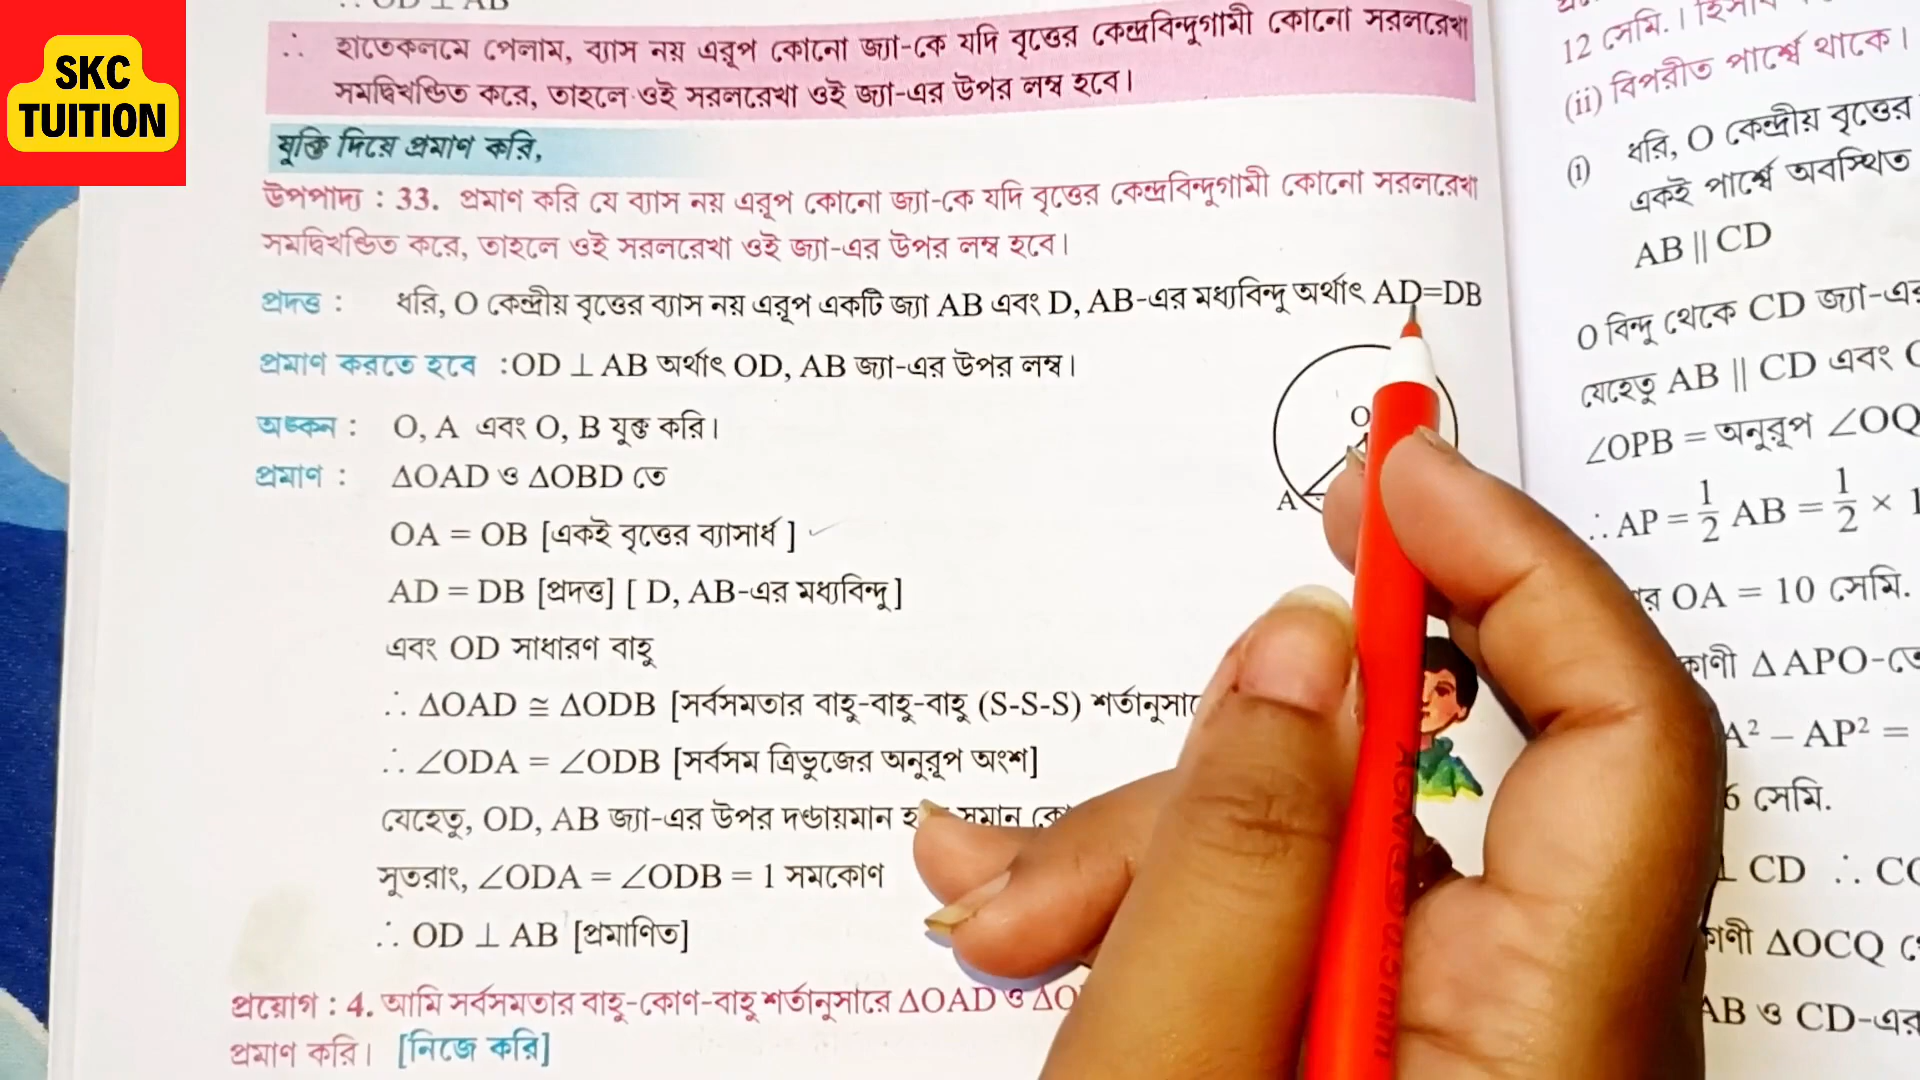 SKC
TUITION
∴ হাতেকলমে পেলাম, ব্যাস নয় এরূপ কোনো জ্যা-কে যদি বৃত্তের কেন্দ্রবিন্দুগামী কোনো সরলরেখা
সমদ্বিখণ্ডিত করে, তাহলে ওই সরলরেখা ওই জ্যা-এর উপর লম্ব হবে।
যুক্তি দিয়ে প্রমাণ করি,
উপপাদ্য : 33. প্রমাণ করি যে ব্যাস নয় এরূপ কোনো জ্যা-কে যদি বৃত্তের কেন্দ্রবিন্দুগামী কোনো সরলরেখা
সমদ্বিখণ্ডিত করে, তাহলে ওই সরলরেখা ওই জ্যা-এর উপর লম্ব হবে।
প্রদত্ত : ধরি, O কেন্দ্রীয় বৃত্তের ব্যাস নয় এরূপ একটি জ্যা AB এবং D, AB-এর মধ্যবিন্দু অর্থাৎ AD=DB
প্রমাণ করতে হবে : OD ⊥ AB অর্থাৎ OD, AB জ্যা-এর উপর লম্ব।
অঙ্কন : O, A এবং O, B যুক্ত করি।
প্রমাণ : ΔOAD ও ΔOBD তে
OA = OB [একই বৃত্তের ব্যাসার্ধ ]
AD = DB [প্রদত্ত] [ D, AB-এর মধ্যবিন্দু]
এবং OD সাধারণ বাহু
∴ ΔOAD ≅ ΔODB [সর্বসমতার বাহু-বাহু-বাহু (S-S-S) শর্তানুসারে
∴ ∠ODA = ∠ODB [সর্বসম ত্রিভুজের অনুরূপ অংশ]
যেহেতু, OD, AB জ্যা-এর উপর দণ্ডায়মান সমান
সুতরাং, ∠ODA = ∠ODB = 1 সমকোণ
∴ OD ⊥ AB [প্রমাণিত]
প্রয়োগ : 4. আমি সর্বসমতার বাহু-কোণ-বাহু শর্তানুসারে ΔOAD ও
প্রমাণ করি। [নিজে করি]
O
A
12 সেমি.।
(ii) বিপরীত পার্শ্বে থাকে।
(i) ধরি, O কেন্দ্রীয় বৃত্তের
একই পার্শ্বে অবস্থিত
AB || CD
O বিন্দু থেকে CD জ্যা-এর
যেহেতু AB || CD এবং
∠OPB = অনুরূপ ∠OQ
∴ AP = 1/2 AB = 1/2 × 1
OA = 10 সেমি.
Δ APO-তে
A² – AP² =
6 সেমি.
⊥ CD ∴
ΔOCQ
AB ও CD-এর